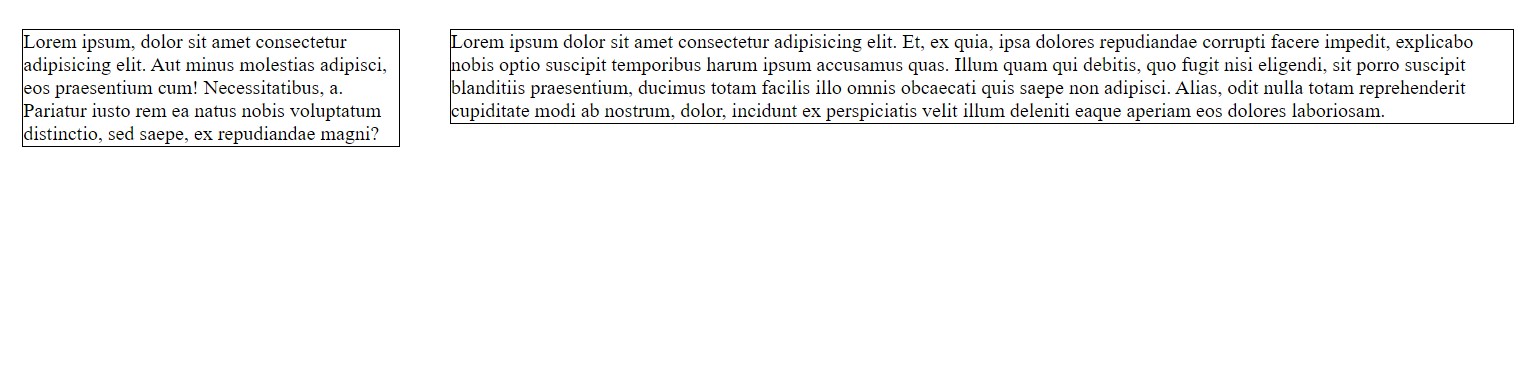 Lorem ipsum, dolor sit amet consectetur
adipisicing elit. Aut minus molestias adipisci,
eos praesentium cum! Necessitatibus, a.
Pariatur iusto rem ea natus nobis voluptatum
distinctio, sed saepe, ex repudiandae magni?
Lorem ipsum dolor sit amet consectetur adipisicing elit. Et, ex quia, ipsa dolores repudiandae corrupti facere impedit, explicabo
nobis optio suscipit temporibus harum ipsum accusamus quas. Illum quam qui debitis, quo fugit nisi eligendi, sit porro suscipit
blanditiis praesentium, ducimus totam facilis illo omnis obcaecati quis saepe non adipisci. Alias, odit nulla totam reprehenderit
cupiditate modi ab nostrum, dolor, incidunt ex perspiciatis velit illum deleniti eaque aperiam eos dolores laboriosam.